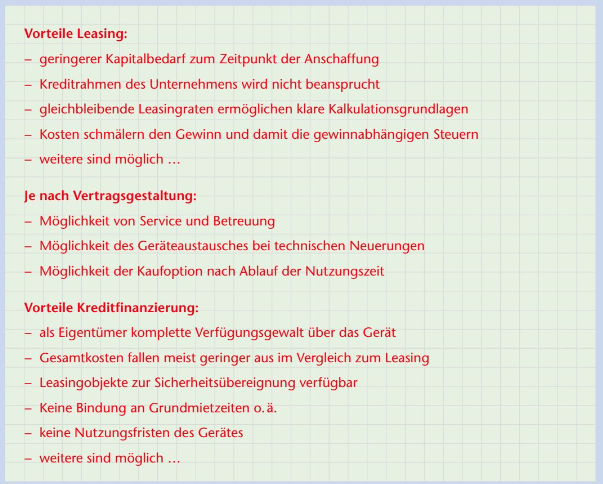 Vorteile Leasing:
– geringerer Kapitalbedarf zum Zeitpunkt der Anschaffung
– Kreditrahmen des Unternehmens wird nicht beansprucht
– gleichbleibende Leasingraten ermöglichen klare Kalkulationsgrundlagen
– Kosten schmälern den Gewinn und damit die gewinnabhängigen Steuern
– weitere sind möglich …
Je nach Vertragsgestaltung:
– Möglichkeit von Service und Betreuung
– Möglichkeit des Geräteaustausches bei technischen Neuerungen
– Möglichkeit der Kaufoption nach Ablauf der Nutzungszeit
Vorteile Kreditfinanzierung:
– als Eigentümer komplette Verfügungsgewalt über das Gerät
– Gesamtkosten fallen meist geringer aus im Vergleich zum Leasing
– Leasingobjekte zur Sicherheitsübereignung verfügbar
– Keine Bindung an Grundmietzeiten o. ä.
– keine Nutzungsfristen des Gerätes
– weitere sind möglich …